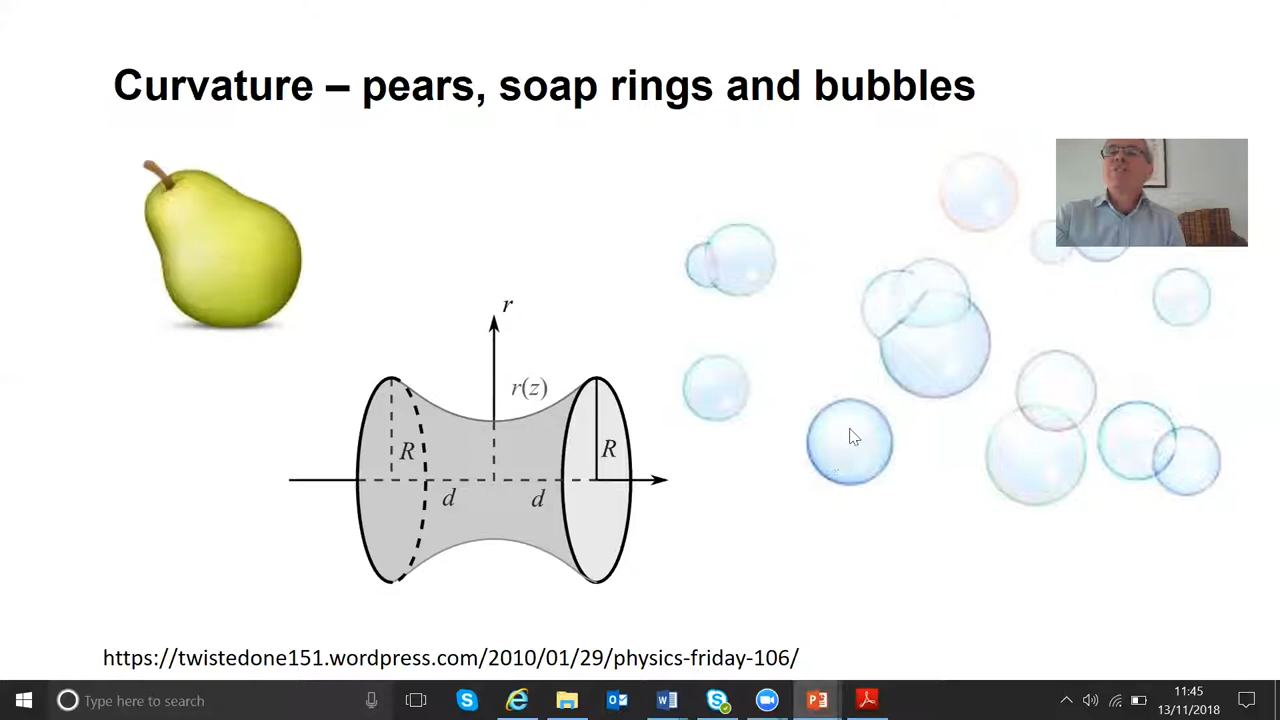 Curvature – pears, soap rings and bubbles
r
r(z)
R
R
d
d
https://twistedone151.wordpress.com/2010/01/29/physics-friday-106/
Type here to search
11:45
13/11/2018